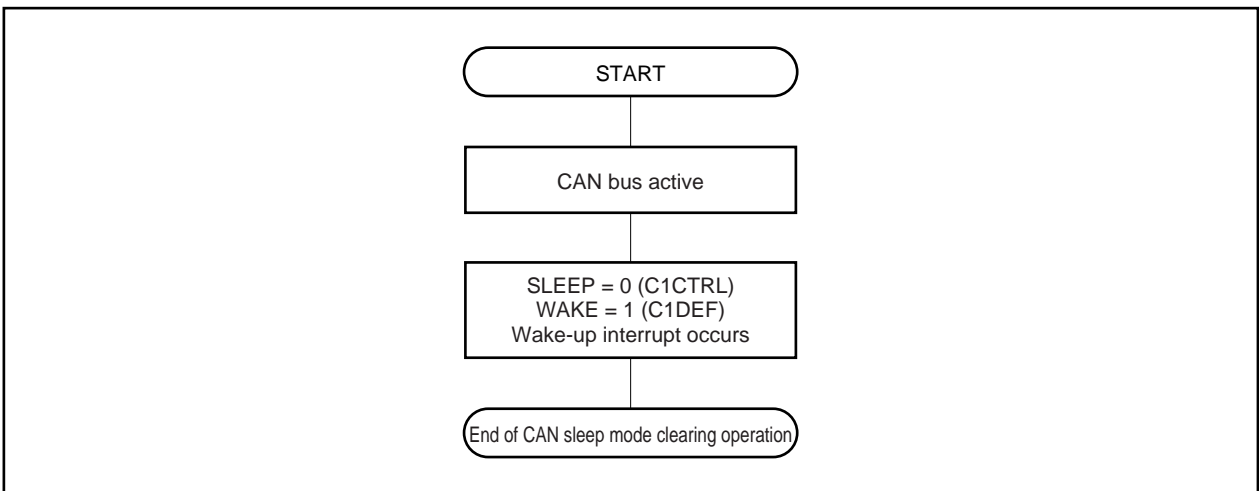 START
CAN bus active
SLEEP = 0 (C1CTRL)
WAKE = 1 (C1DEF)
Wake-up interrupt occurs
End of CAN sleep mode clearing operation